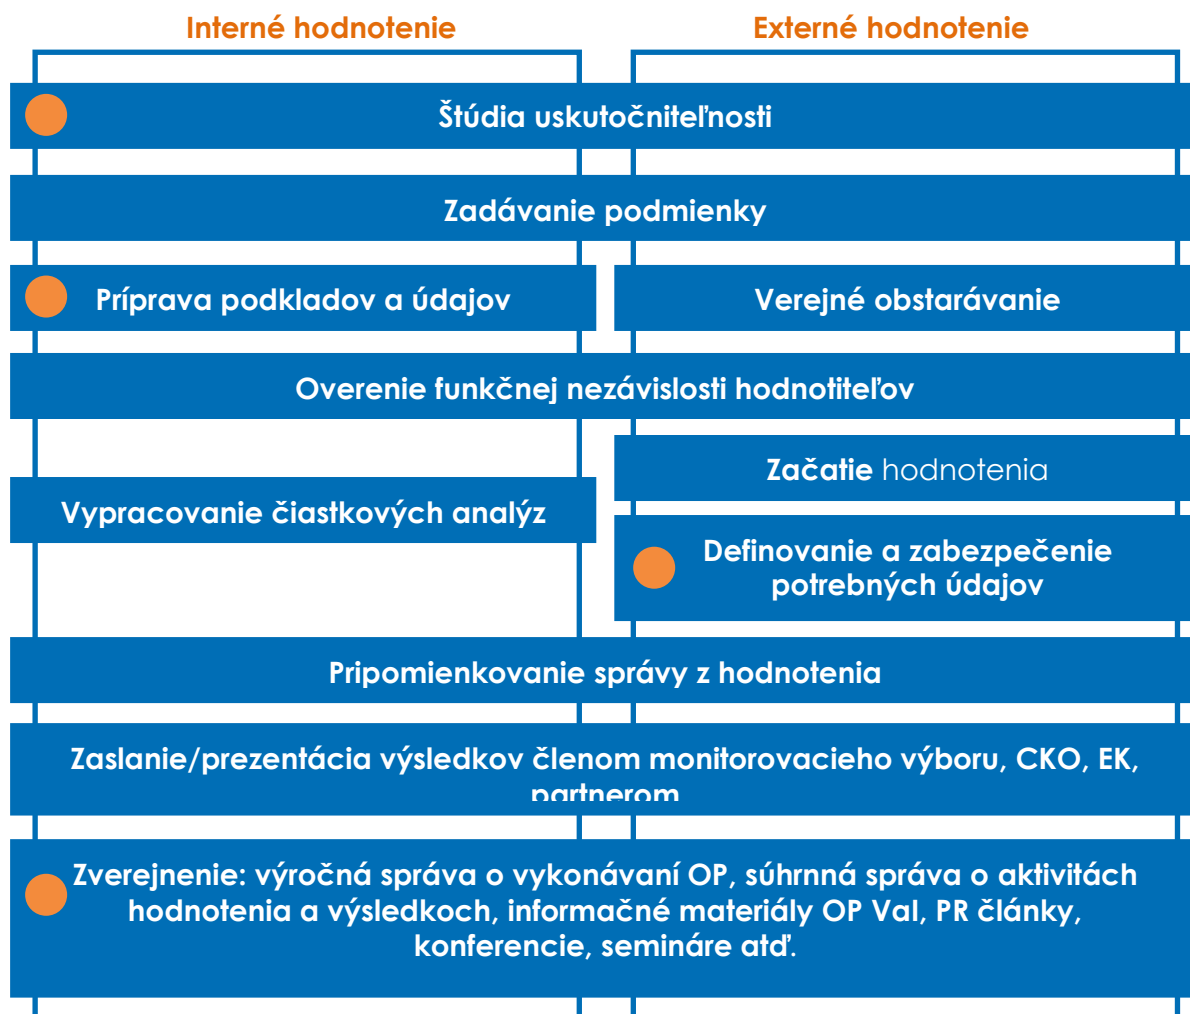 Interné hodnotenie
Externé hodnotenie
Štúdia uskutočniteľnosti
Zadávanie podmienky
Príprava podkladov a údajov
Verejné obstarávanie
Overenie funkčnej nezávislosti hodnotiteľov
Začatie hodnotenia
Vypracovanie čiastkových analýz
Definovanie a zabezpečenie
potrebných údajov
Pripomienkovanie správy z hodnotenia
Zaslanie/prezentácia výsledkov členom monitorovacieho výboru, CKO, EK,
partnerom
Zverejnenie: výročná správa o vykonávaní OP, súhrnná správa o aktivitách
hodnotenia a výsledkoch, informačné materiály OP VaI, PR články,
konferencie, semináre atď.